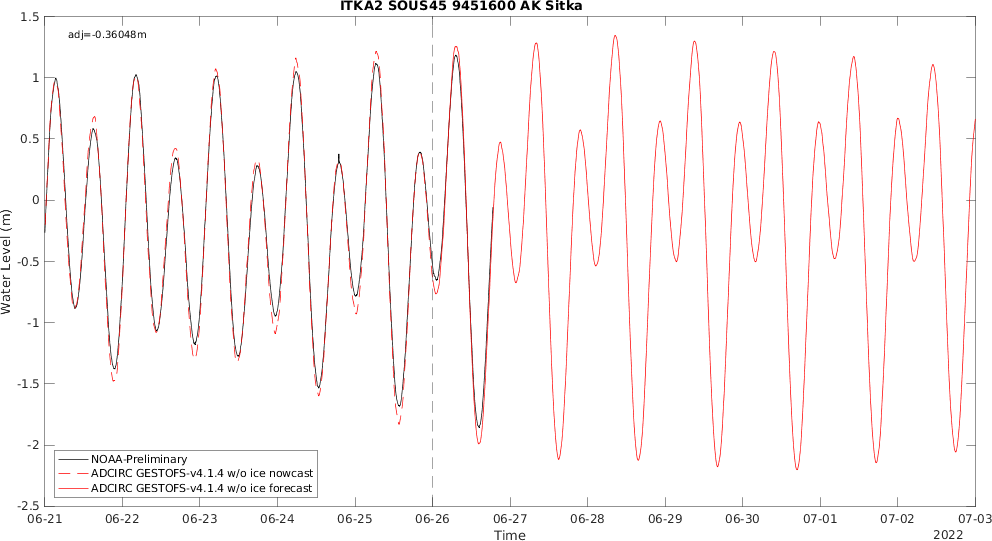 ITKA2 SOUS45 9451600 AK Sitka
adj=-0.36048m
1.5
1
0.5
0
-0.5
-1
-1.5
-2
-2.5
Water Level (m)
NOAA-Preliminary
ADCIRC GESTOFS-v4.1.4 w/o ice nowcast
ADCIRC GESTOFS-v4.1.4 w/o ice forecast
06-21 06-22 06-23 06-24 06-25 06-26 06-27 06-28 06-29 06-30 07-01 07-02 07-03
Time
2022